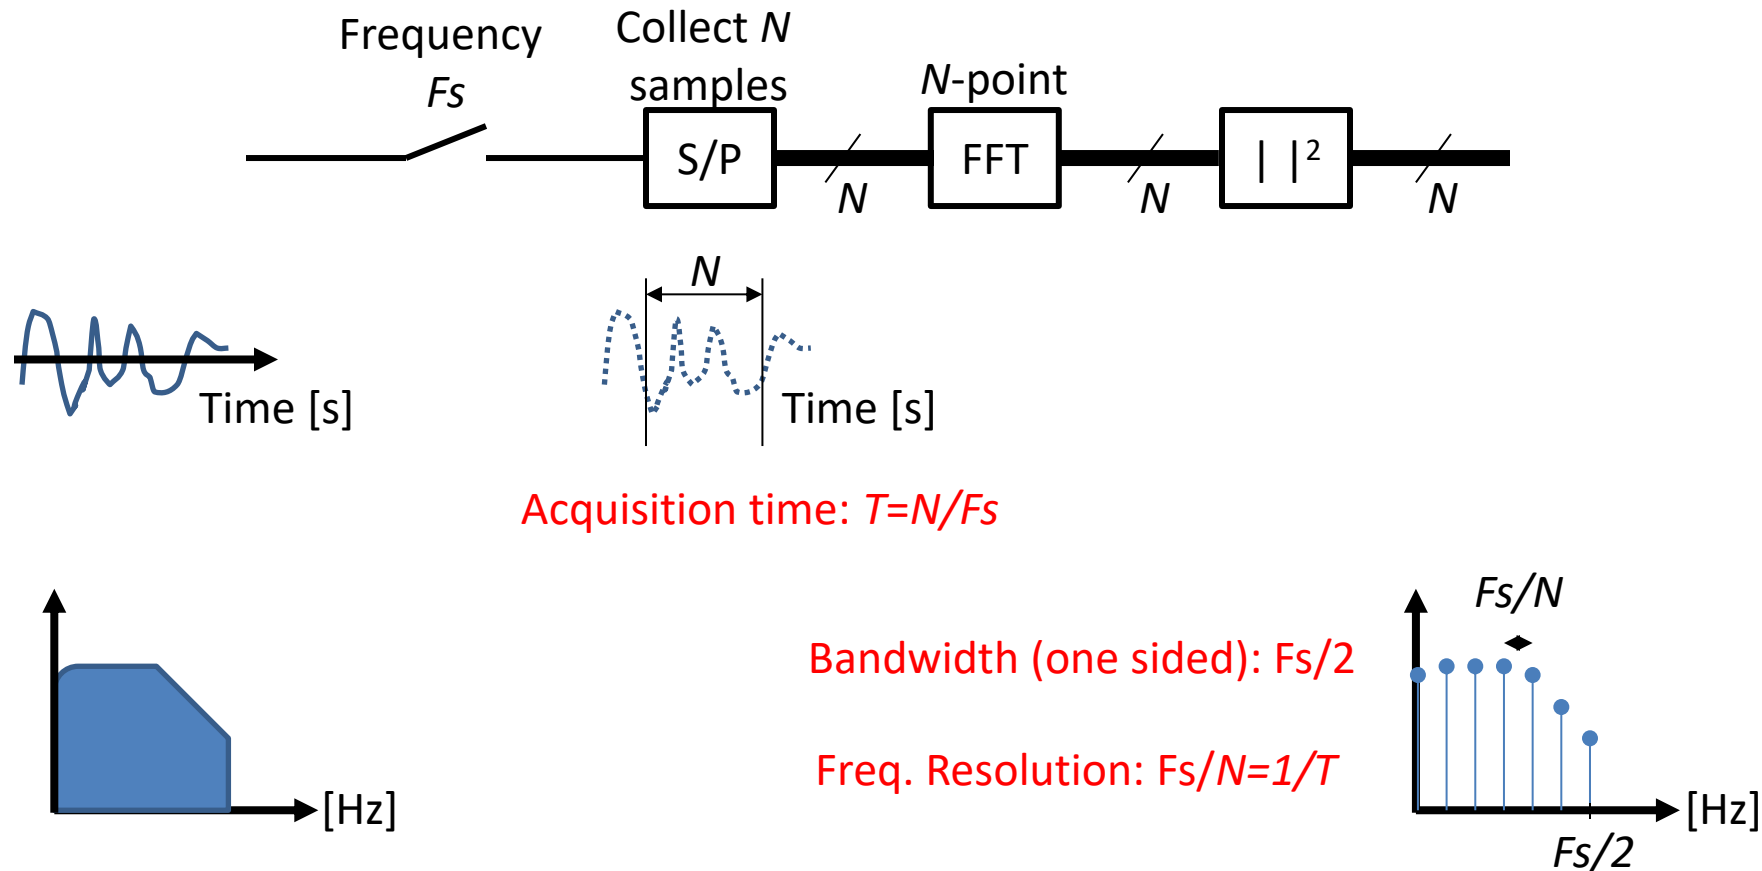 Frequency
Fs
Collect N
samples
N-point
S/P
FFT
| |²
N
N
N
N
Time [s]
Time [s]
Acquisition time: T=N/Fs
Fs/N
Bandwidth (one sided): Fs/2
Freq. Resolution: Fs/N=1/T
[Hz]
[Hz]
Fs/2